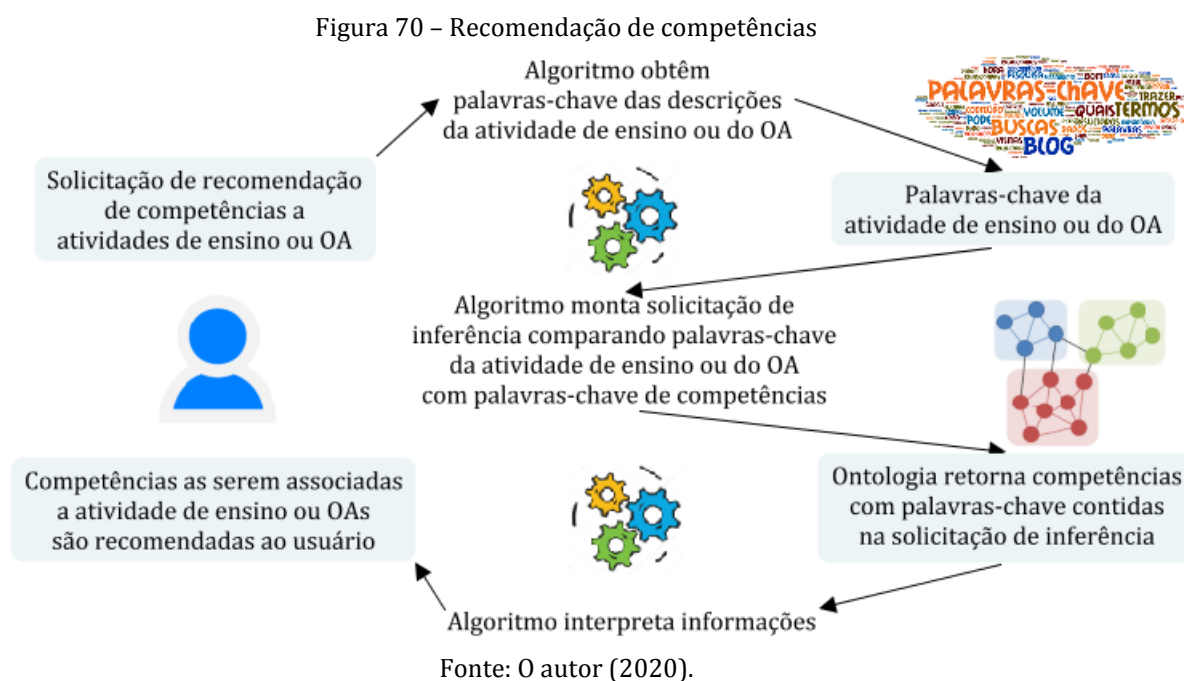 Figura 70 – Recomendação de competências
Algoritmo obtêm
palavras-chave das descrições
da atividade de ensino ou do OA
PALAVRAS-CHAVE
TRAZER
QUAIS
TERMOS
VOLUME
PODE
BUSCAS
BLOG
Solicitação de recomendação
de competências a
atividades de ensino ou OA
Palavras-chave da
atividade de ensino ou do OA
Algoritmo monta solicitação de
inferência comparando palavras-chave
da atividade de ensino ou do OA
com palavras-chave de competências
Competências as serem associadas
a atividade de ensino ou OAs
são recomendadas ao usuário
Ontologia retorna competências
com palavras-chave contidas
na solicitação de inferência
Algoritmo interpreta informações
Fonte: O autor (2020).